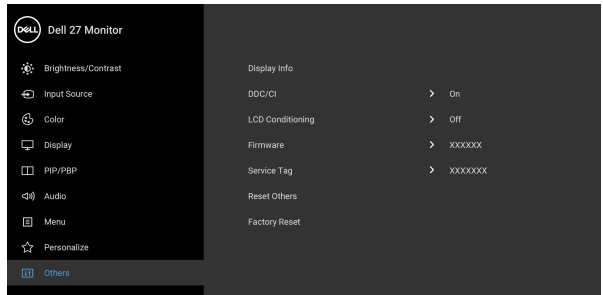 DELL Dell 27 Monitor
Brightness/Contrast
Input Source
Color
Display
PIP/PBP
Audio
Menu
Personalize
Others
Display Info
DDC/CI > On
LCD Conditioning > Off
Firmware > XXXXXX
Service Tag > XXXXXXX
Reset Others
Factory Reset